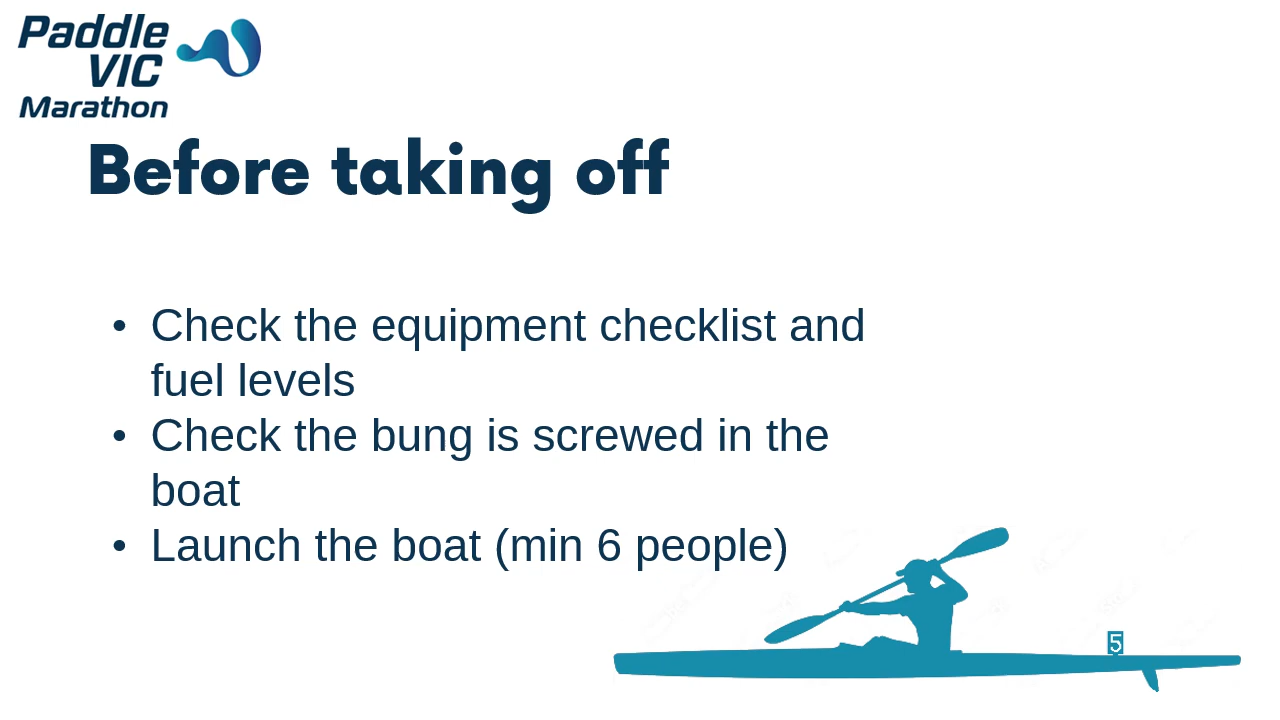 Paddle
VIC
Marathon
Before taking off
• Check the equipment checklist and
fuel levels
• Check the bung is screwed in the
boat
• Launch the boat (min 6 people)
5